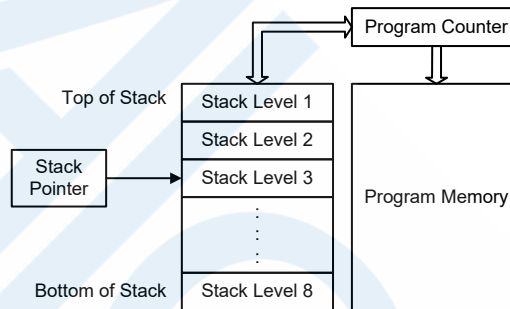 Program Counter
Top of Stack
Stack Level 1
Stack Level 2
Stack
Pointer
Stack Level 3
Program Memory
:
:
:
Bottom of Stack
Stack Level 8